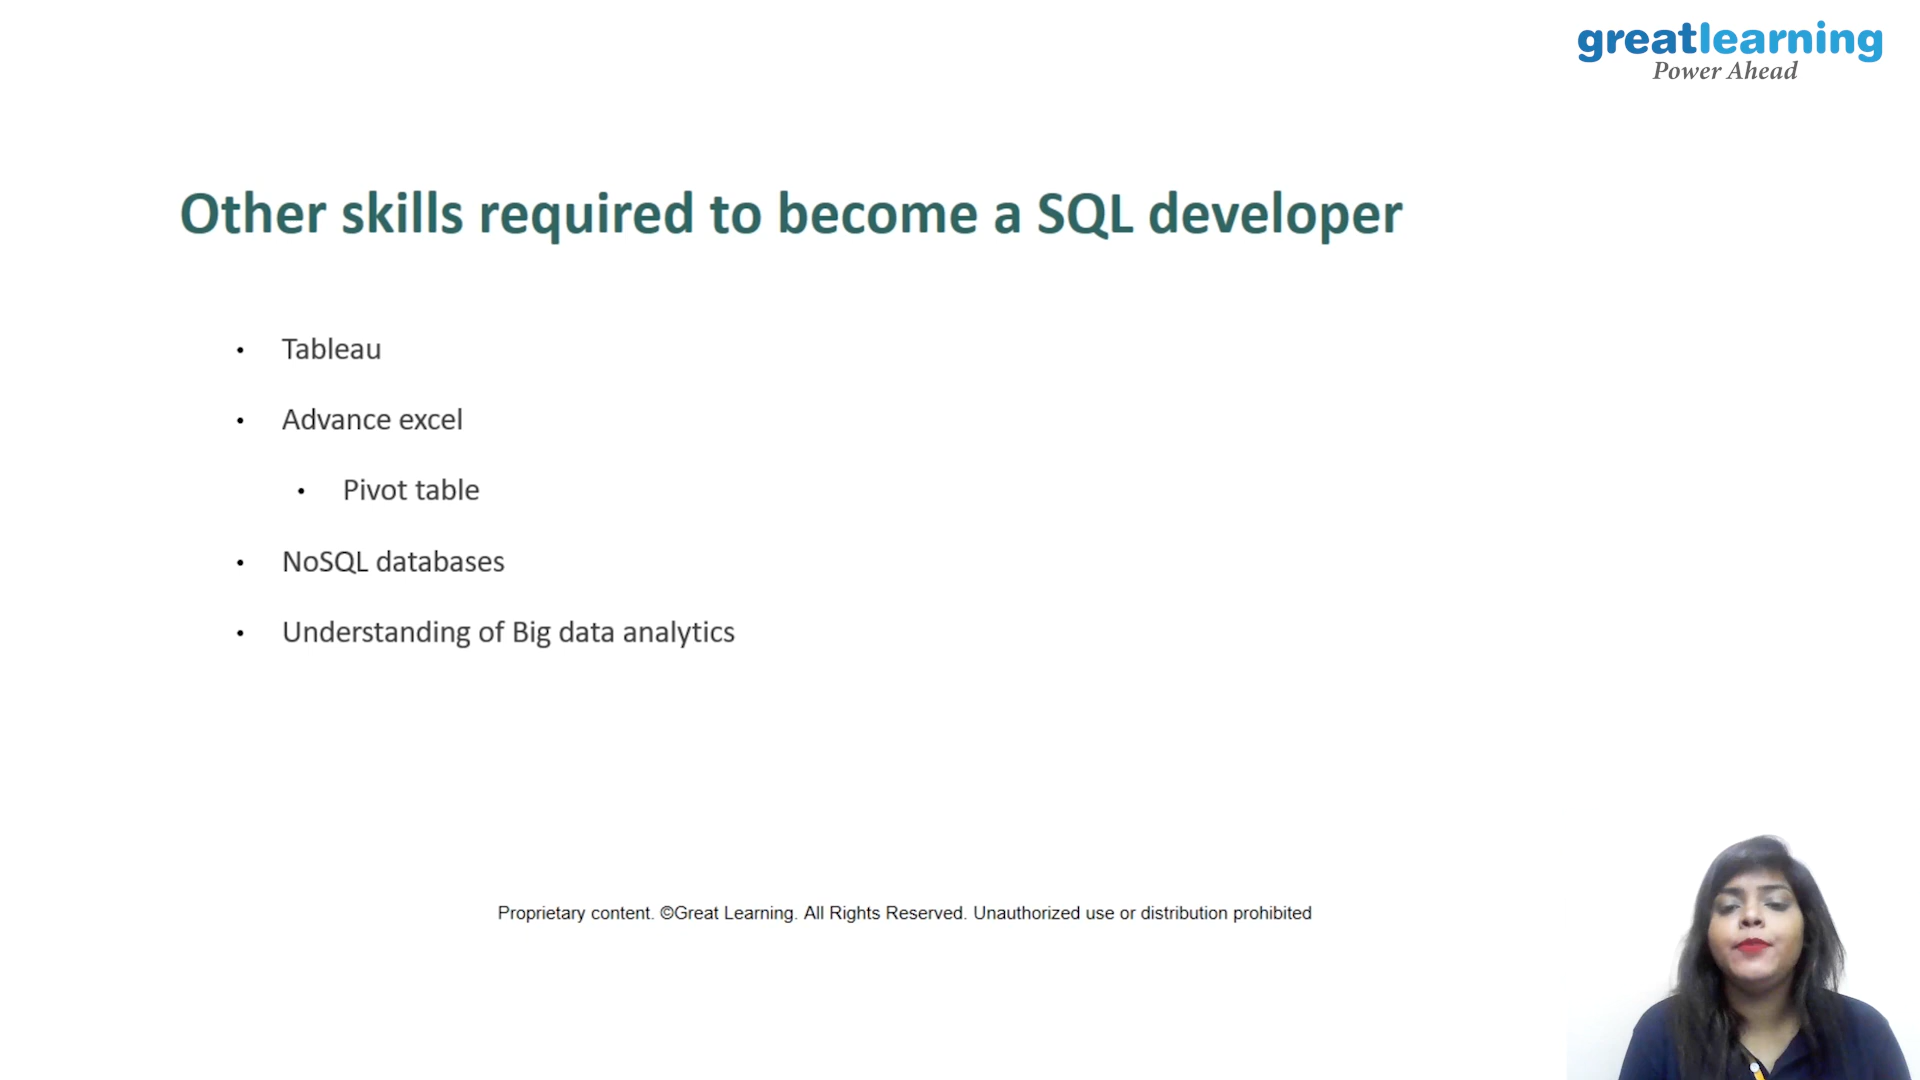 greatlearning
Power Ahead
Other skills required to become a SQL developer
• Tableau
• Advance excel
• Pivot table
• NoSQL databases
• Understanding of Big data analytics
Proprietary content. ©Great Learning. All Rights Reserved. Unauthorized use or distribution prohibited